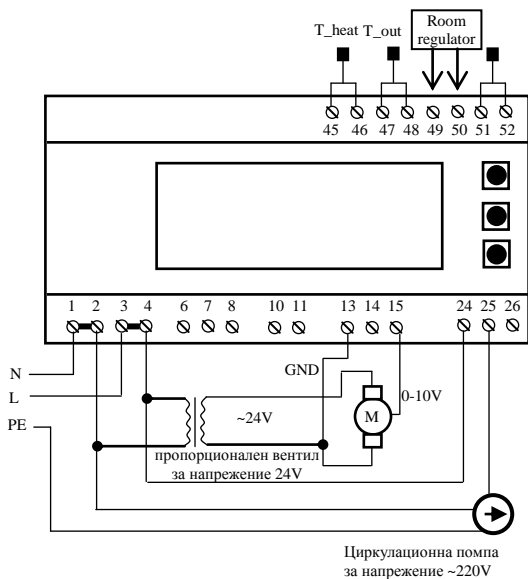 T_heat T_out Room
regulator
45 46 47 48 49 50 51 52
1 2 3 4 6 7 8 10 11 13 14 15 24 25 26
N
GND
L
0-10V
PE
~24V
M
пропорционален вентил
за напрежение 24V
Циркулационна помпа
за напрежение ~220V